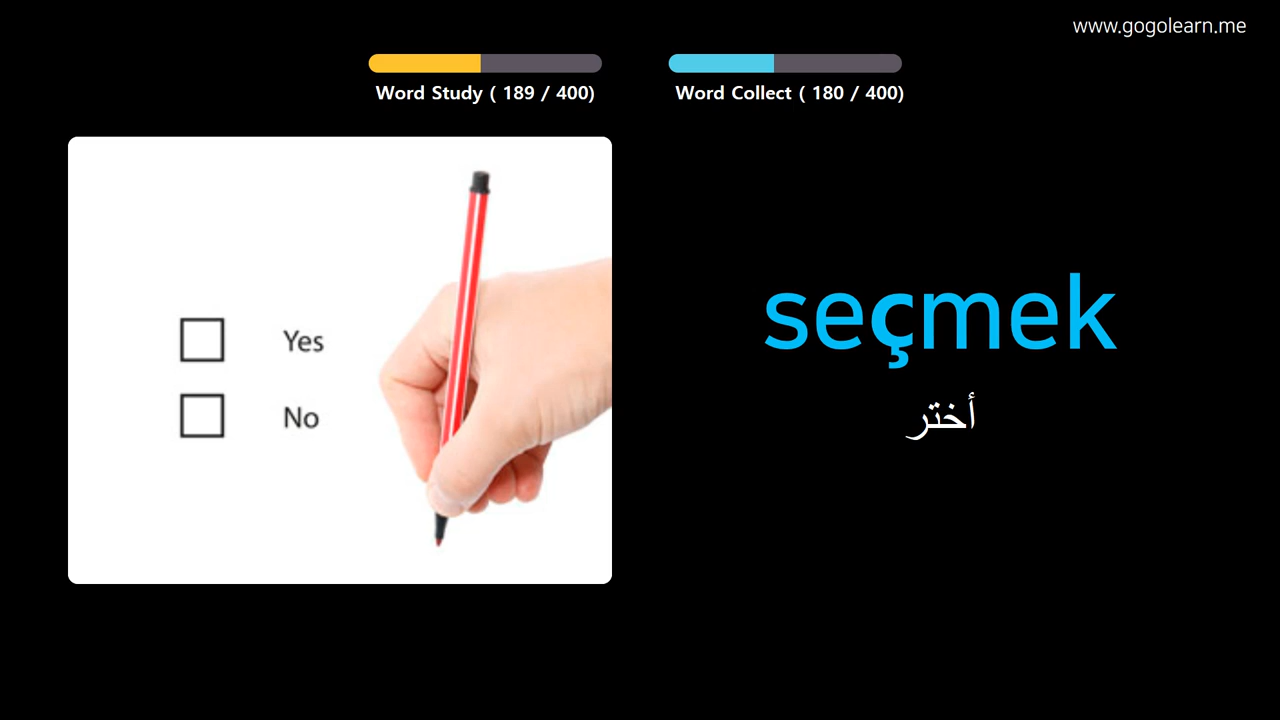 www.gogolearn.me
Word Study ( 189 / 400)
Word Collect ( 180 / 400)
Yes
No
seçmek
أختر